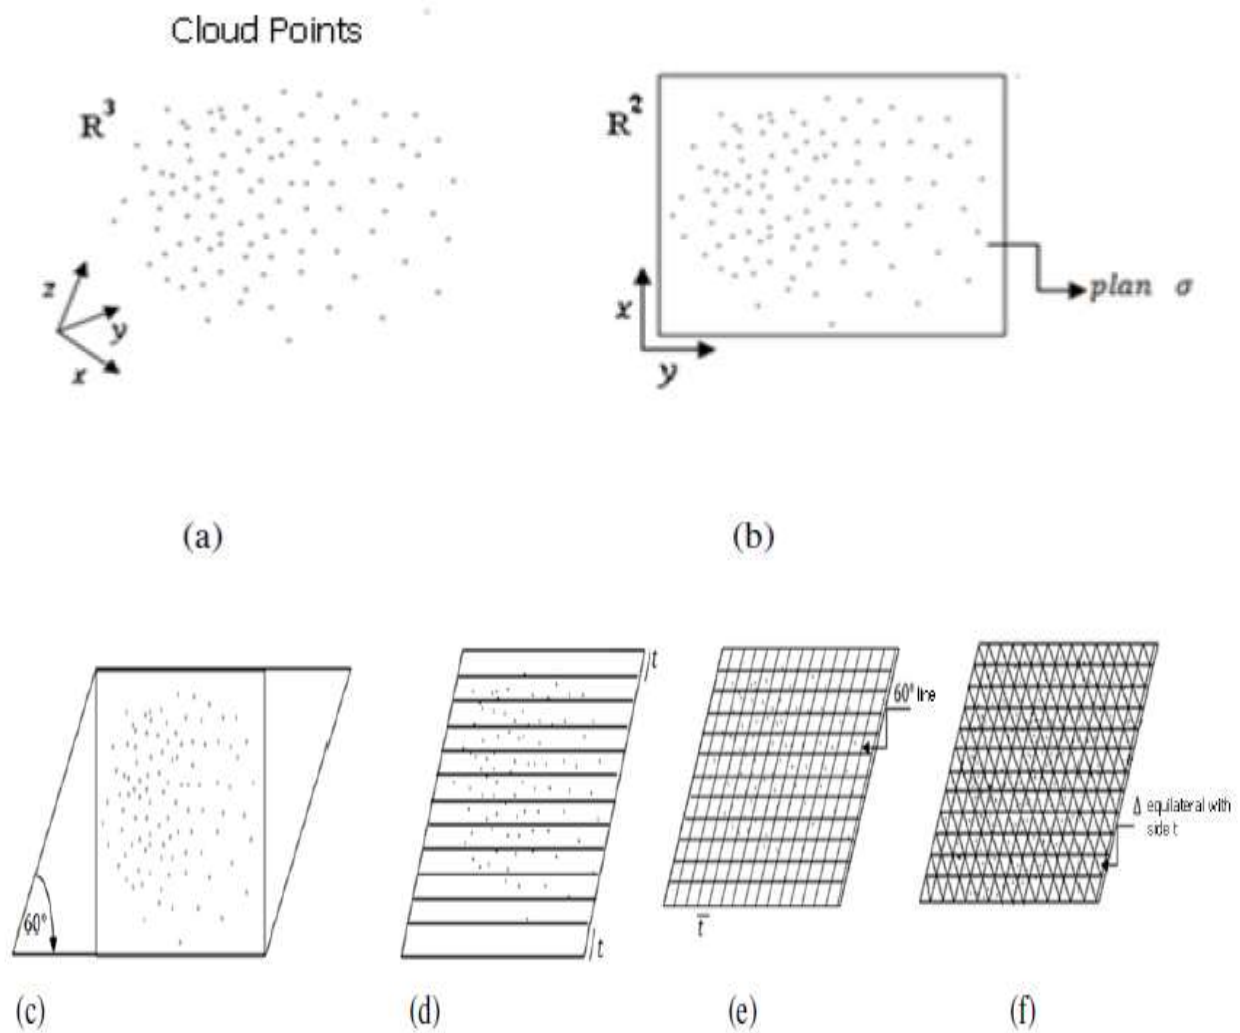 Cloud Points
R³
z
y
x
(a)
R²
x
y
plan σ
(b)
60°
(c)
t
t
(d)
60° line
t
(e)
Δ equilateral with
side t
(f)